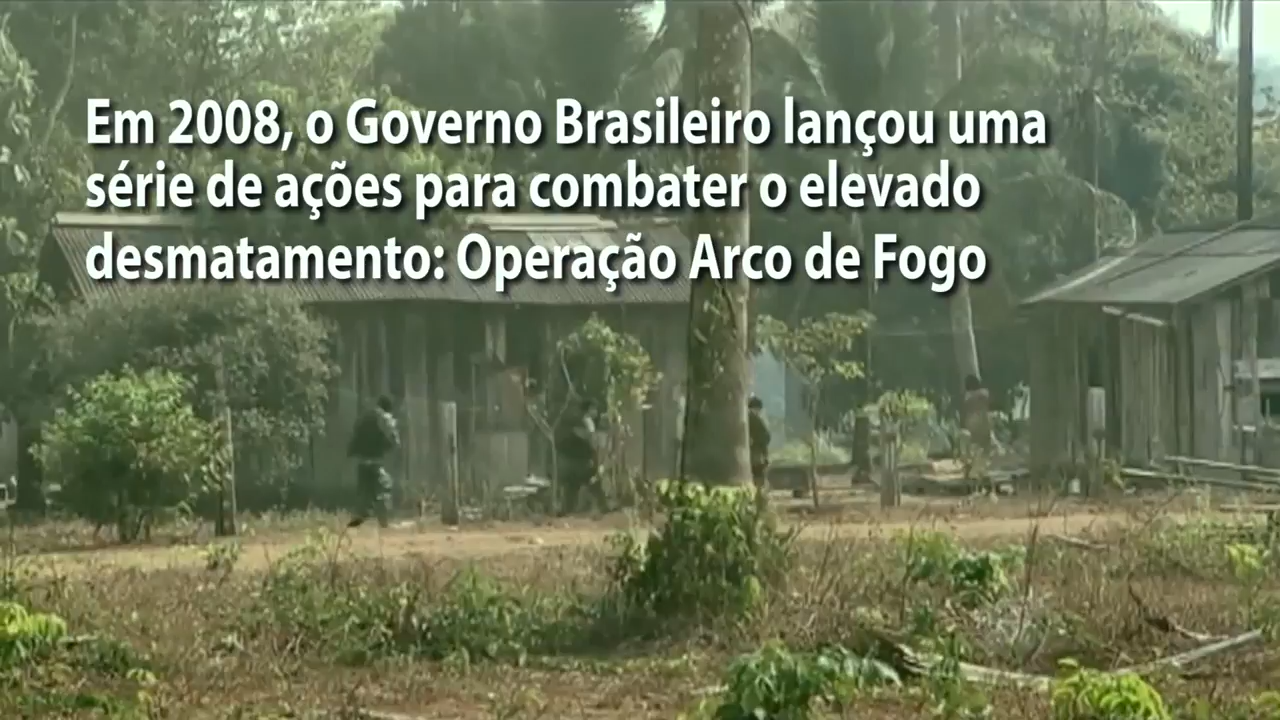 Em 2008, o Governo Brasileiro lançou uma
série de ações para combater o elevado
desmatamento: Operação Arco de Fogo